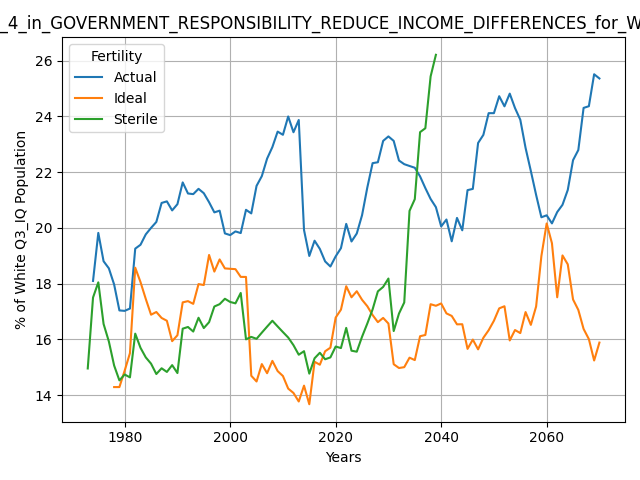 _4_in_GOVERNMENT_RESPONSIBILITY_REDUCE_INCOME_DIFFERENCES_for_W
Fertility
Actual
Ideal
Sterile
% of White Q3_IQ Population
26
24
22
20
18
16
14
1980 2000 2020 2040 2060
Years